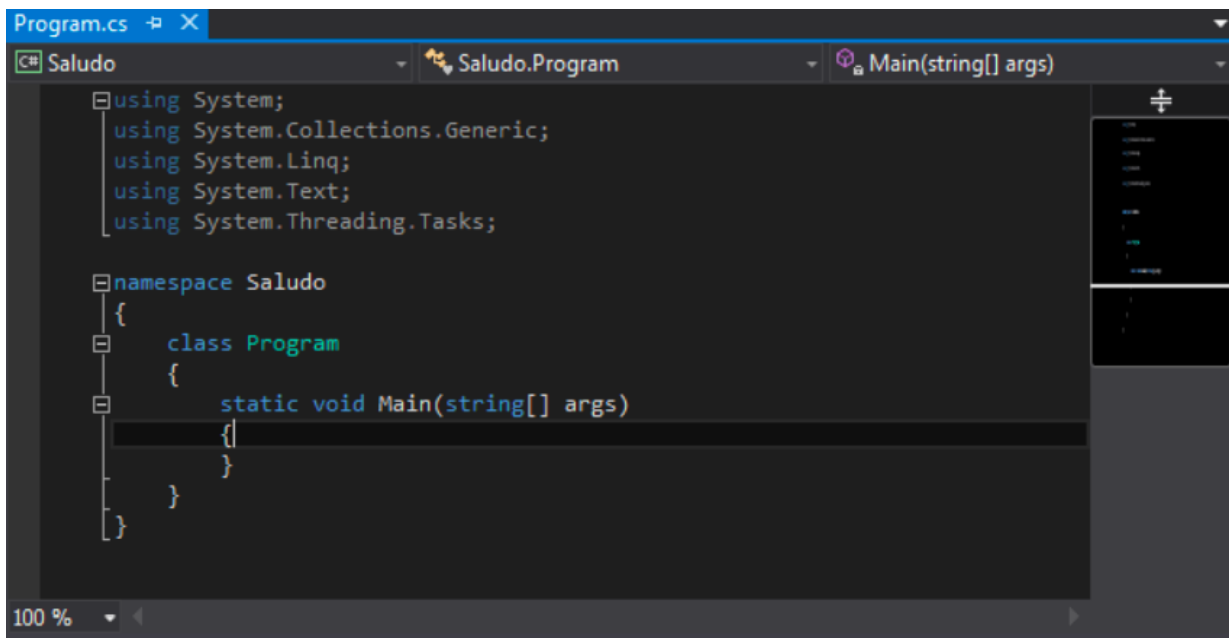 Program.cs
C# Saludo Saludo.Program Main(string[] args)
using System;
using System.Collections.Generic;
using System.Linq;
using System.Text;
using System.Threading.Tasks;
namespace Saludo
{
class Program
{
static void Main(string[] args)
{
}
}
}
100 %